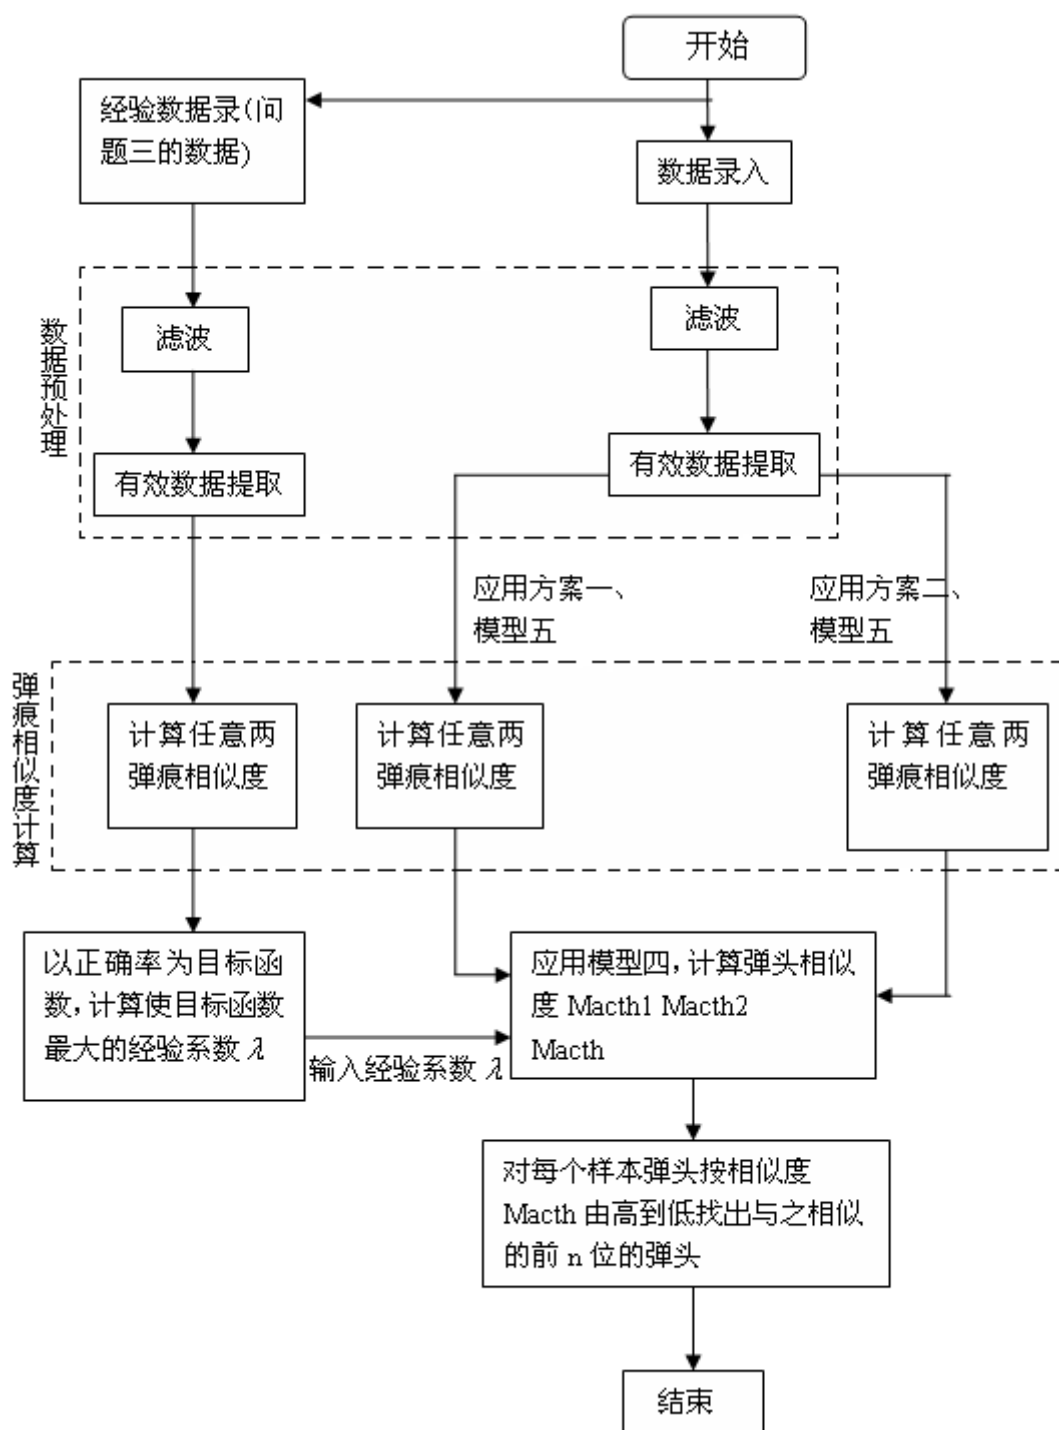 开始
经验数据录(问
题三的数据)
数据录入
数据预处理
滤波
滤波
有效数据提取
有效数据提取
应用方案一、
模型五
应用方案二、
模型五
弹痕相似度计算
计算任意两
弹痕相似度
计算任意两
弹痕相似度
计算任意两
弹痕相似度
以正确率为目标函
数,计算使目标函数
最大的经验系数 λ
输入经验系数 λ
应用模型四,计算弹头相似
度 Macth1 Macth2
Macth
对每个样本弹头按相似度
Macth 由高到低找出与之相似
的前 n 位的弹头
结束